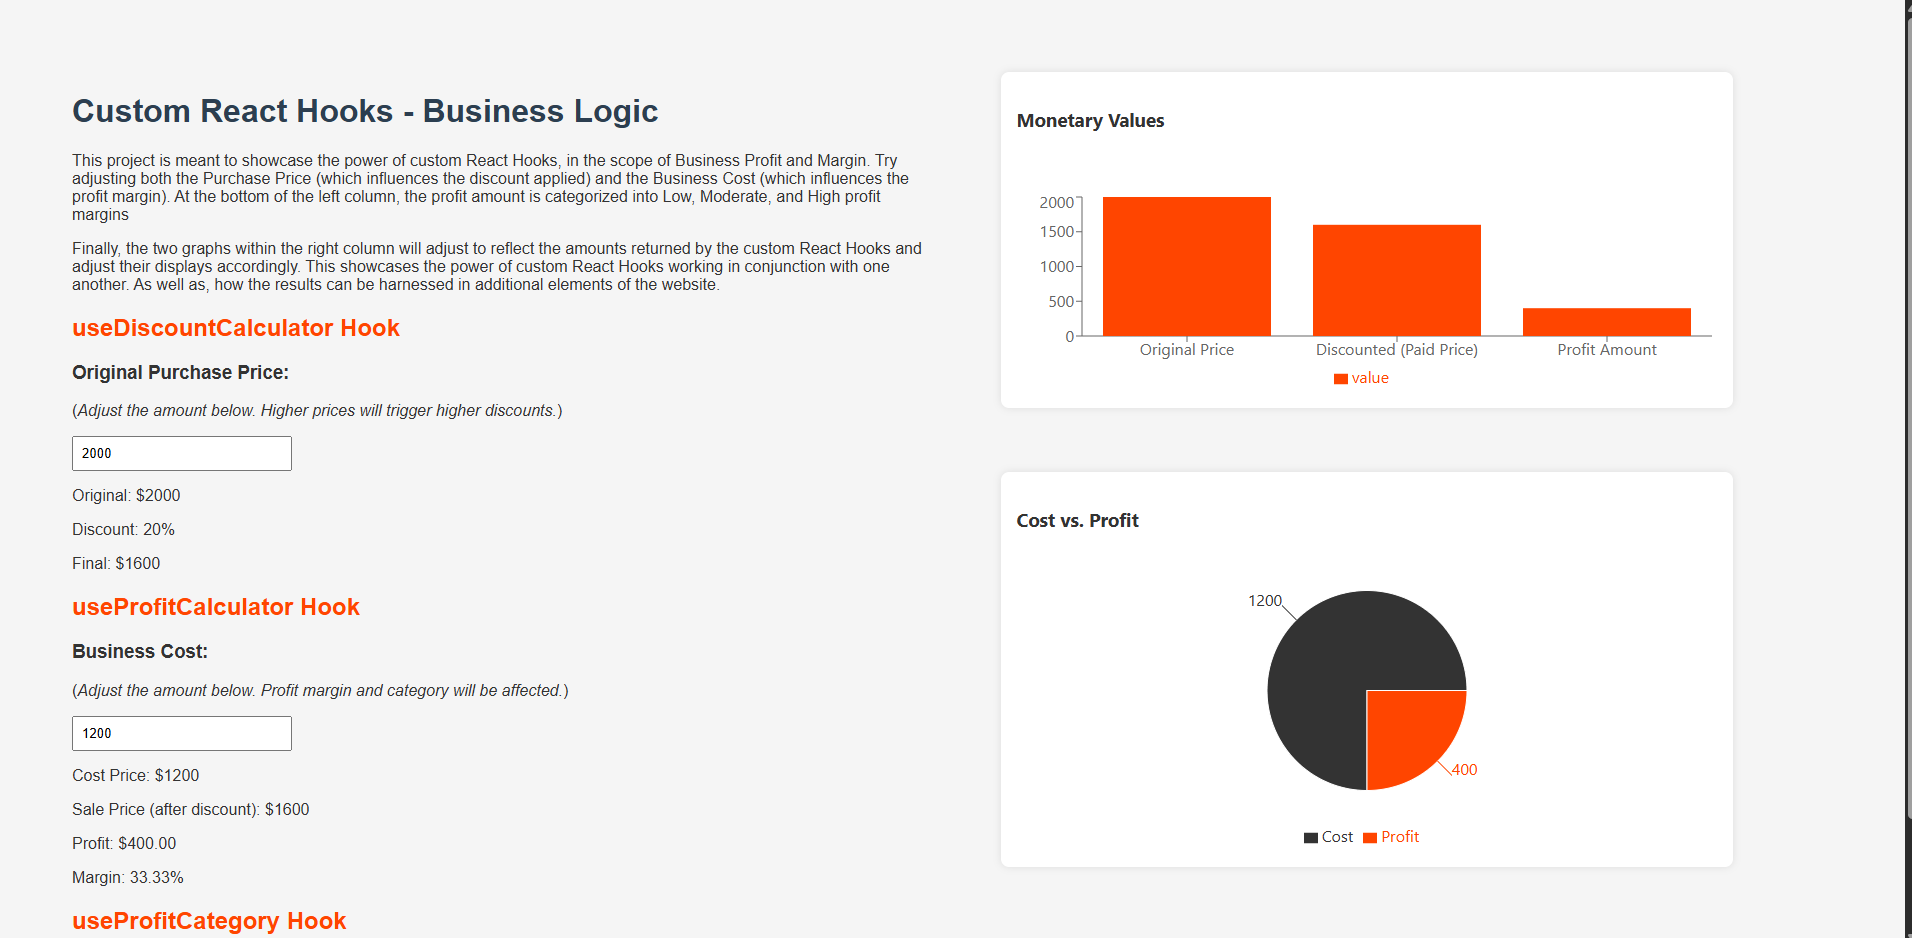 Custom React Hooks - Business Logic
This project is meant to showcase the power of custom React Hooks, in the scope of Business Profit and Margin. Try
adjusting both the Purchase Price (which influences the discount applied) and the Business Cost (which influences the
profit margin). At the bottom of the left column, the profit amount is categorized into Low, Moderate, and High profit
margins
Finally, the two graphs within the right column will adjust to reflect the amounts returned by the custom React Hooks and
adjust their displays accordingly. This showcases the power of custom React Hooks working in conjunction with one
another. As well as, how the results can be harnessed in additional elements of the website.
useDiscountCalculator Hook
Original Purchase Price:
(Adjust the amount below. Higher prices will trigger higher discounts.)
2000
Original: $2000
Discount: 20%
Final: $1600
useProfitCalculator Hook
Business Cost:
(Adjust the amount below. Profit margin and category will be affected.)
1200
Cost Price: $1200
Sale Price (after discount): $1600
Profit: $400.00
Margin: 33.33%
useProfitCategory Hook
Monetary Values
2000
1500
1000
500
0
Original Price Discounted (Paid Price) Profit Amount
value
Cost vs. Profit
1200
400
Cost Profit